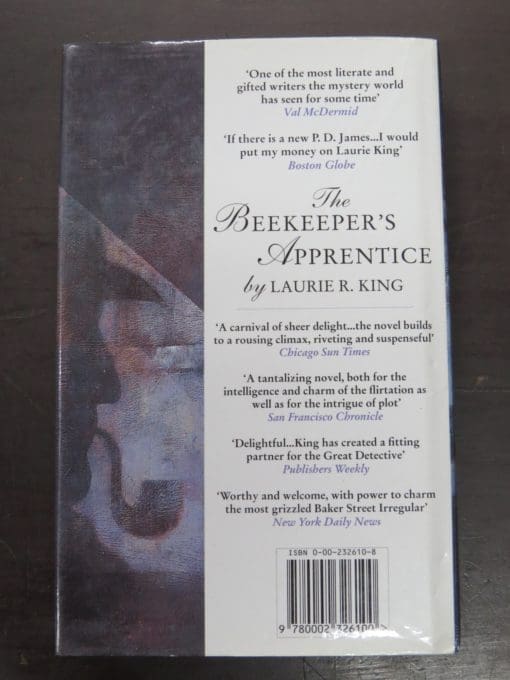 ‘One of the most literate and
gifted writers the mystery world
has seen for some time’
Val McDermid
‘If there is a new P. D. James...I would
put my money on Laurie King’
Boston Globe
The
BEEKEEPER’S
APPRENTICE
by LAURIE R. KING
‘A carnival of sheer delight...the novel builds
to a rousing climax, riveting and suspenseful’
Chicago Sun Times
‘A tantalizing novel, both for the
intelligence and charm of the flirtation as
well as for the intrigue of plot’
San Francisco Chronicle
‘Delightful...King has created a fitting
partner for the Great Detective’
Publishers Weekly
‘Worthy and welcome, with power to charm
the most grizzled Baker Street Irregular’
New York Daily News
ISBN 0-00-232610-8
9 780002 326100 >